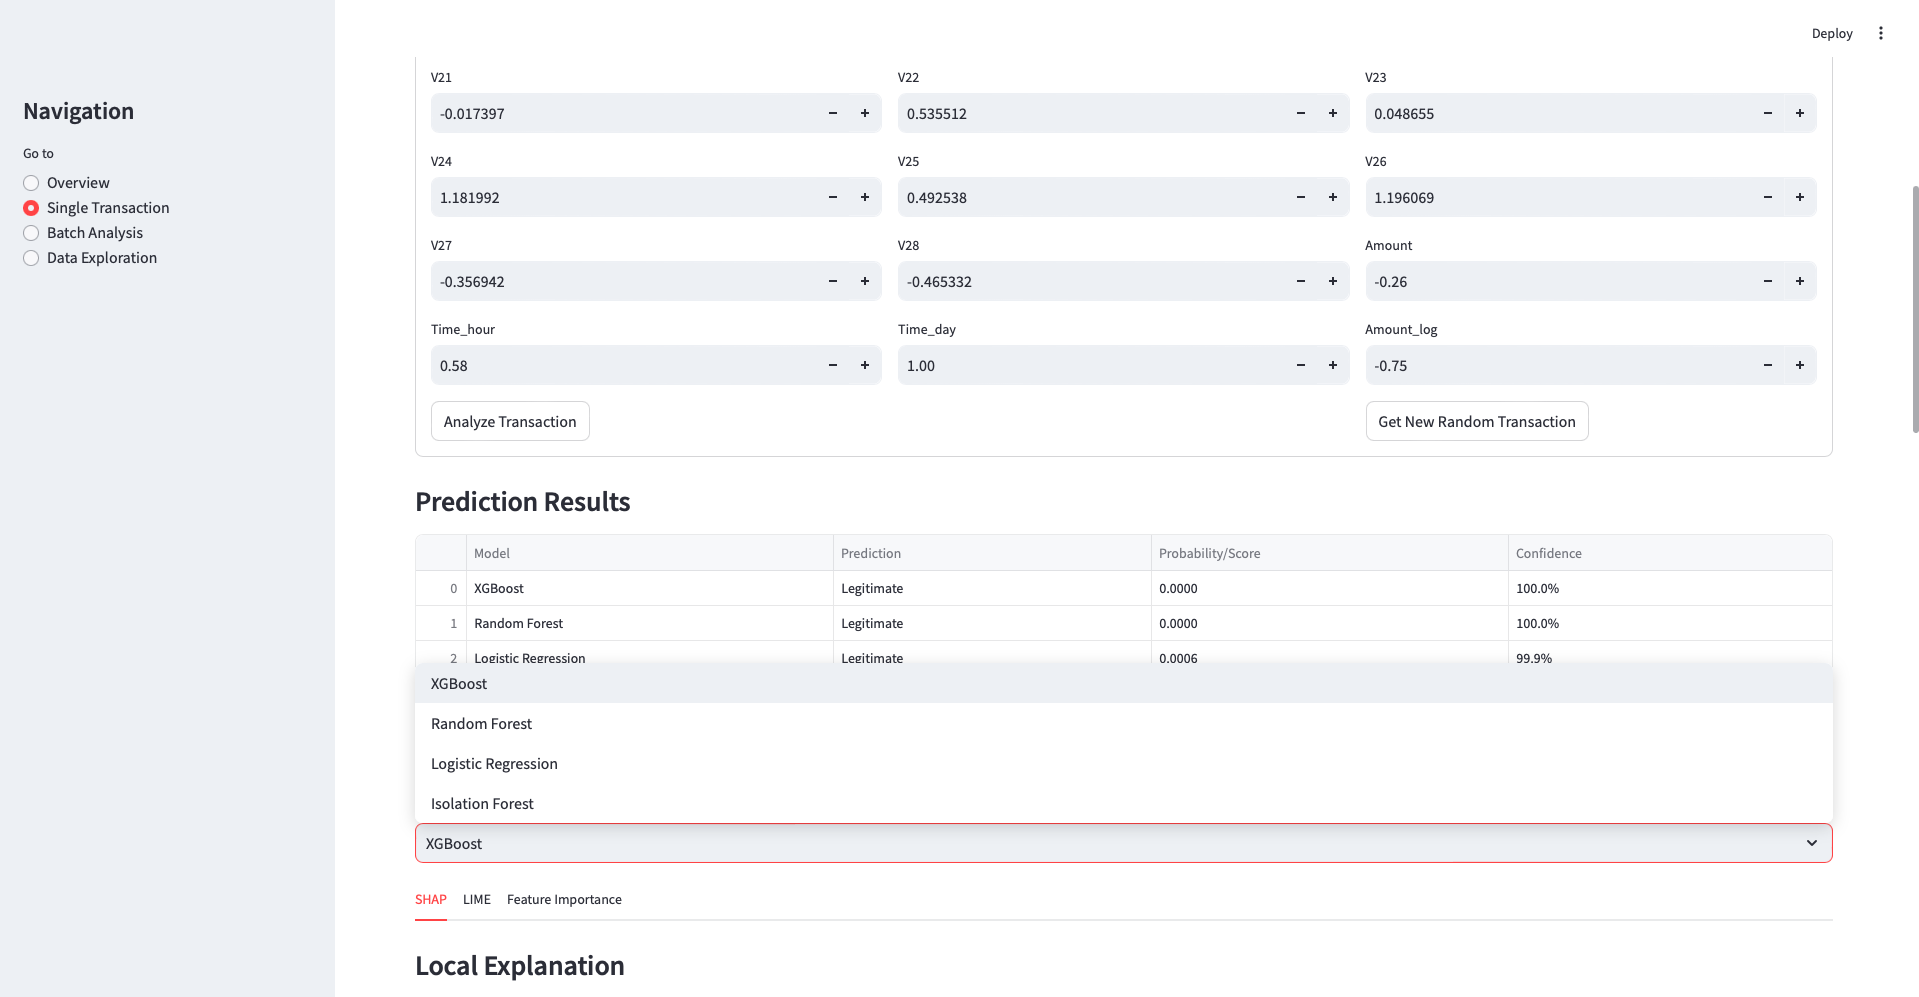 Deploy
Navigation
Go to
Overview
Single Transaction
Batch Analysis
Data Exploration
V21 V22 V23
-0.017397 0.535512 0.048655
V24 V25 V26
1.181992 0.492538 1.196069
V27 V28 Amount
-0.356942 -0.465332 -0.26
Time_hour Time_day Amount_log
0.58 1.00 -0.75
Analyze Transaction Get New Random Transaction
Prediction Results
Model Prediction Probability/Score Confidence
0 XGBoost Legitimate 0.0000 100.0%
1 Random Forest Legitimate 0.0000 100.0%
2 Logistic Regression Legitimate 0.0006 99.9%
XGBoost
Random Forest
Logistic Regression
Isolation Forest
XGBoost
SHAP LIME Feature Importance
Local Explanation